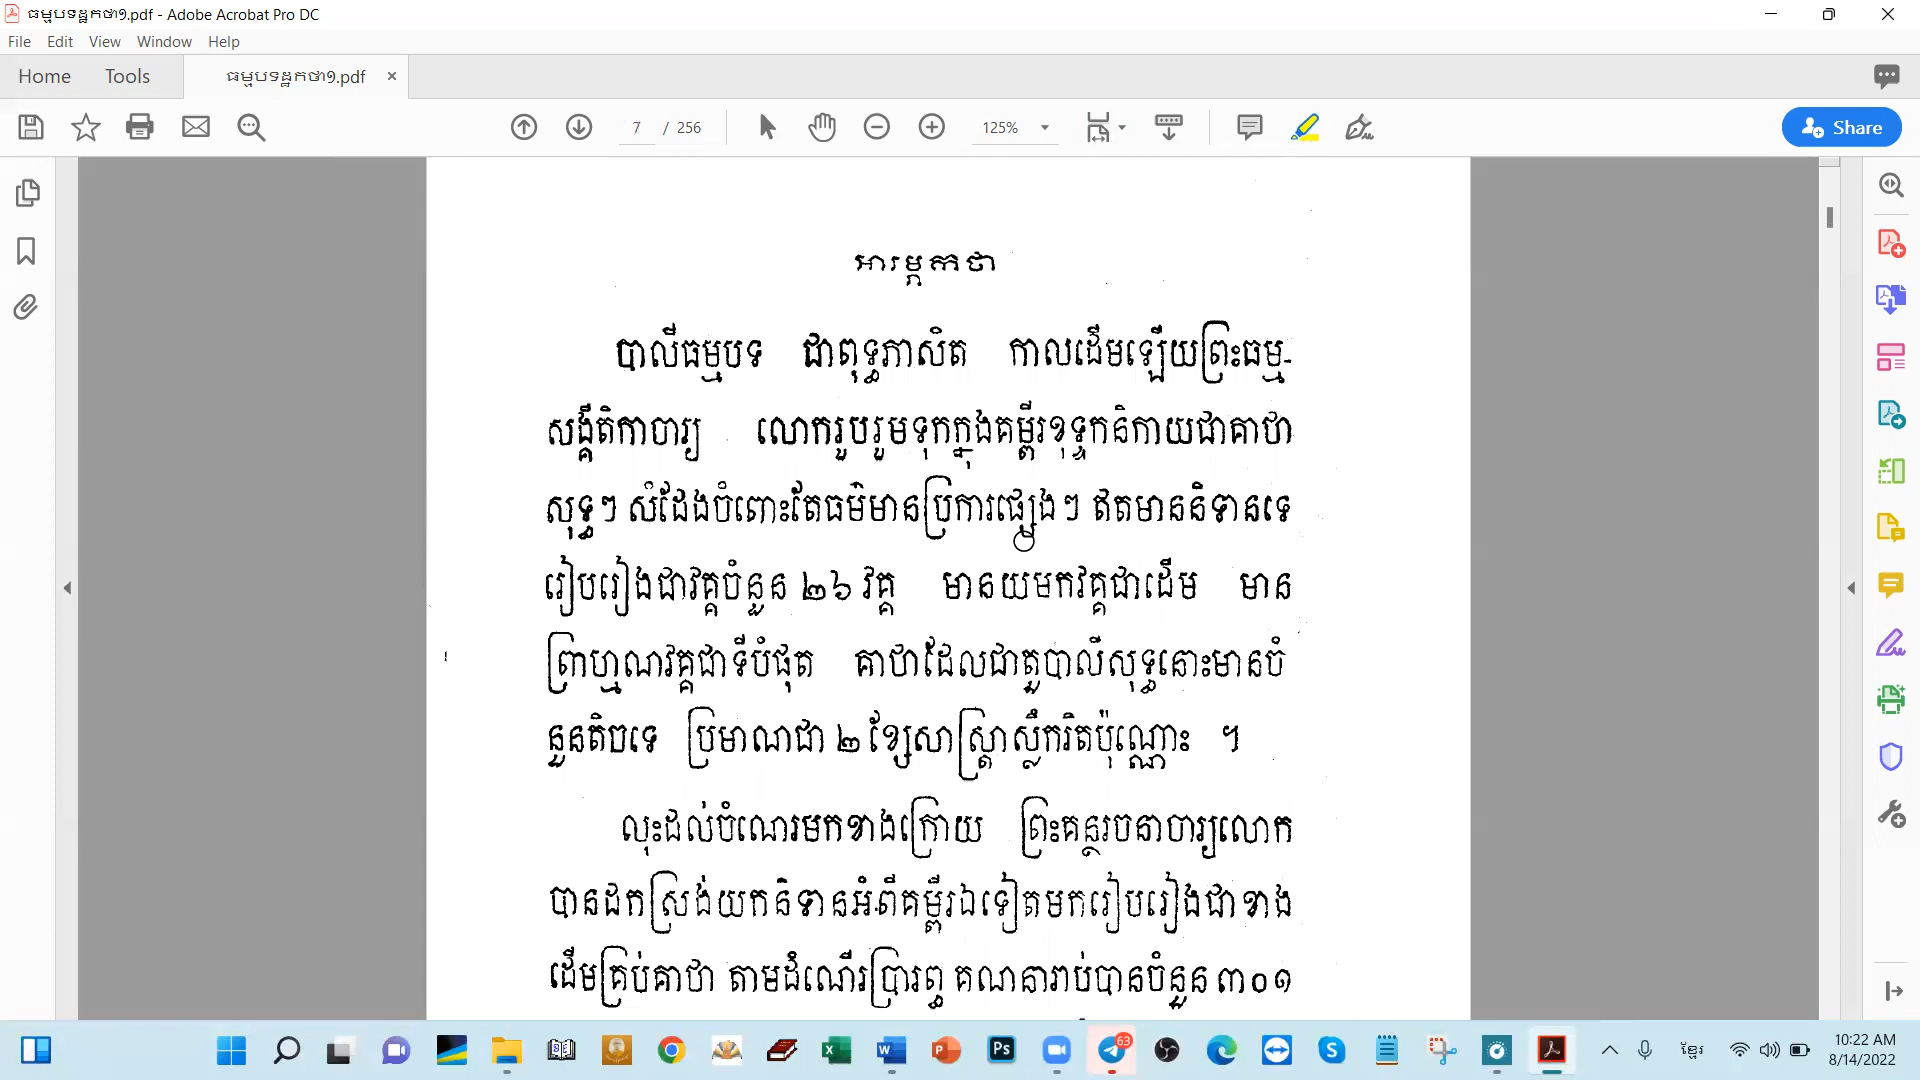 ធម្មបទដ្ឋកថា១.pdf - Adobe Acrobat Pro DC
File Edit View Window Help
Home Tools ធម្មបទដ្ឋកថា១.pdf
7 / 256 125% Share
អារម្ភកថា
បាលីធម្មបទ ជាពុទ្ធភាសិត កាលដើមឡើយព្រះធម្ម-
សង្គីតិកាចារ្យ លោករួបរួមទុកក្នុងគម្ពីរខុទ្ទកនិកាយជាគាថា
សុទ្ធៗ សំដែងចំពោះតែធម៌មានប្រការផ្សេងៗ ឥតមាននិទានទេ
រៀបរៀងជាវគ្គចំនួន ២៦ វគ្គ មានយមកវគ្គជាដើម មាន
ព្រាហ្មណវគ្គជាទីបំផុត គាថាដែលជាតួបាលីសុទ្ធនោះមានចំ
នួនតិចទេ ប្រមាណជា ២ ខ្សែសាស្ត្រាស្លឹករិតប៉ុណ្ណោះ ។
លុះដល់ចំណេរមកខាងក្រោយ ព្រះគន្ថរចនាចារ្យលោក
បានដកស្រង់យកនិទានអំពីគម្ពីរឯទៀតមករៀបរៀងជាខាង
ដើមគ្រប់គាថា តាមដំណើរប្រារព្ធ គណនារាប់បានចំនួន ៣០១
63
ខ្មែរ
10:22 AM
8/14/2022